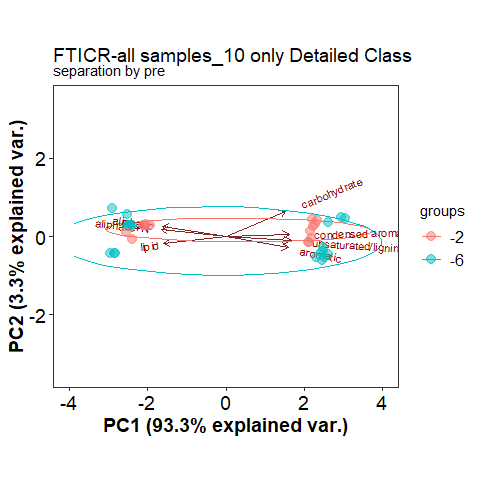 FTICR-all samples_10 only Detailed Class
separation by pre
PC2 (3.3% explained var.)
2
0
-2
carbohydrate
lipid
condensed aroma
unsaturated/lignin
aromatic
groups
-2
-6
-4
-2
0
2
4
PC1 (93.3% explained var.)